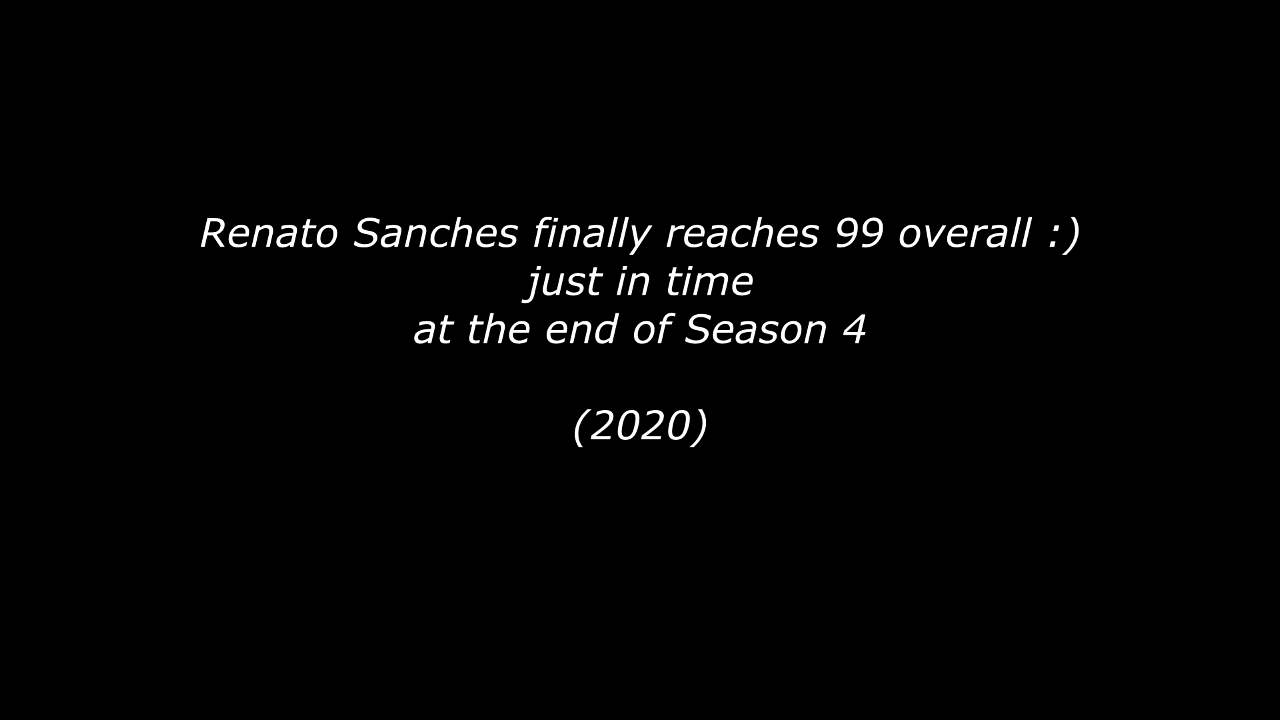 Renato Sanches finally reaches 99 overall :)
just in time
at the end of Season 4
(2020)